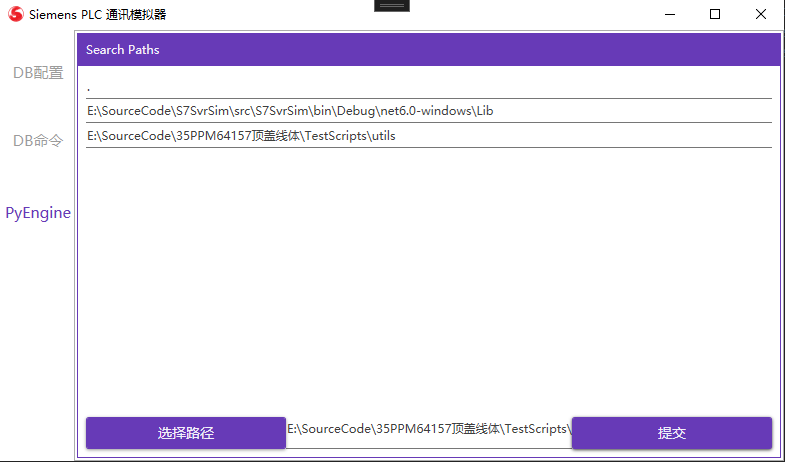 Siemens PLC 通讯模拟器
Search Paths
DB配置
.
E:\SourceCode\S7SvrSim\src\S7SvrSim\bin\Debug\net6.0-windows\Lib
E:\SourceCode\35PPM64157顶盖线体\TestScripts\utils
DB命令
PyEngine
选择路径
E:\SourceCode\35PPM64157顶盖线体\TestScripts\
提交